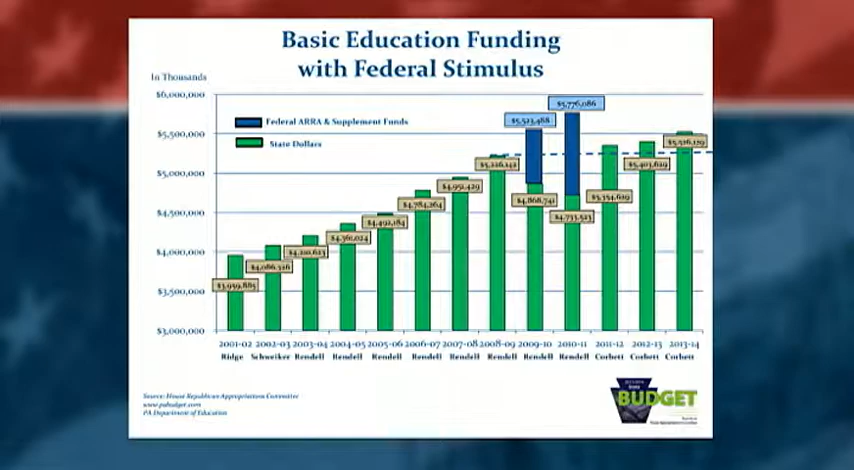 Basic Education Funding
with Federal Stimulus
In Thousands
$6,000,000
$5,500,000
$5,000,000
$4,500,000
$4,000,000
$3,500,000
$3,000,000
Federal ARRA & Supplement Funds
State Dollars
$3,959,885
$4,086,326
$4,210,623
$4,361,024
$4,492,184
$4,784,264
$4,951,429
$5,226,142
$5,523,488
$4,868,741
$5,776,086
$4,733,523
$5,354,629
$5,403,629
$5,526,129
2001-02 2002-03 2003-04 2004-05 2005-06 2006-07 2007-08 2008-09 2009-10 2010-11 2011-12 2012-13 2013-14
Ridge Schweiker Rendell Rendell Rendell Rendell Rendell Rendell Rendell Rendell Corbett Corbett Corbett
Source: House Republican Appropriations Committee
www.pabudget.com
PA Department of Education
BUDGET